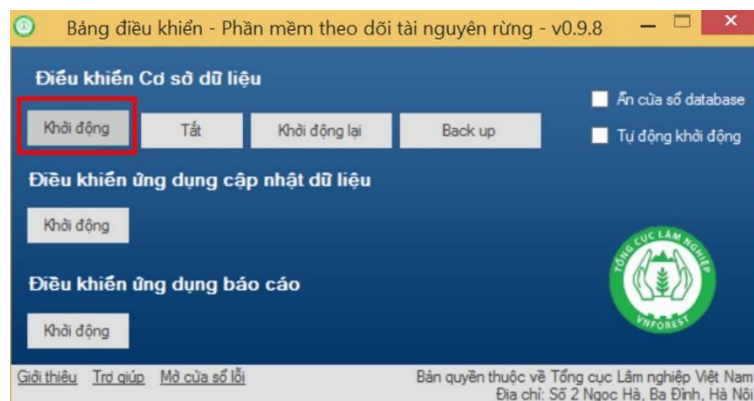 Bảng điều khiển - Phần mềm theo dõi tài nguyên rừng - v0.9.8
Điều khiển Cơ sở dữ liệu
Ẩn cửa sổ database
Khởi động Tắt Khởi động lại Back up
Tự động khởi động
Điều khiển ứng dụng cập nhật dữ liệu
Khởi động
TỔNG CỤC LÂM NGHIỆP
VNFOREST
Điều khiển ứng dụng báo cáo
Khởi động
Giới thiệu Trợ giúp Mở cửa sổ lỗi
Bản quyền thuộc về Tổng cục Lâm nghiệp Việt Nam
Địa chỉ: Số 2 Ngọc Hà, Ba Đình, Hà Nội